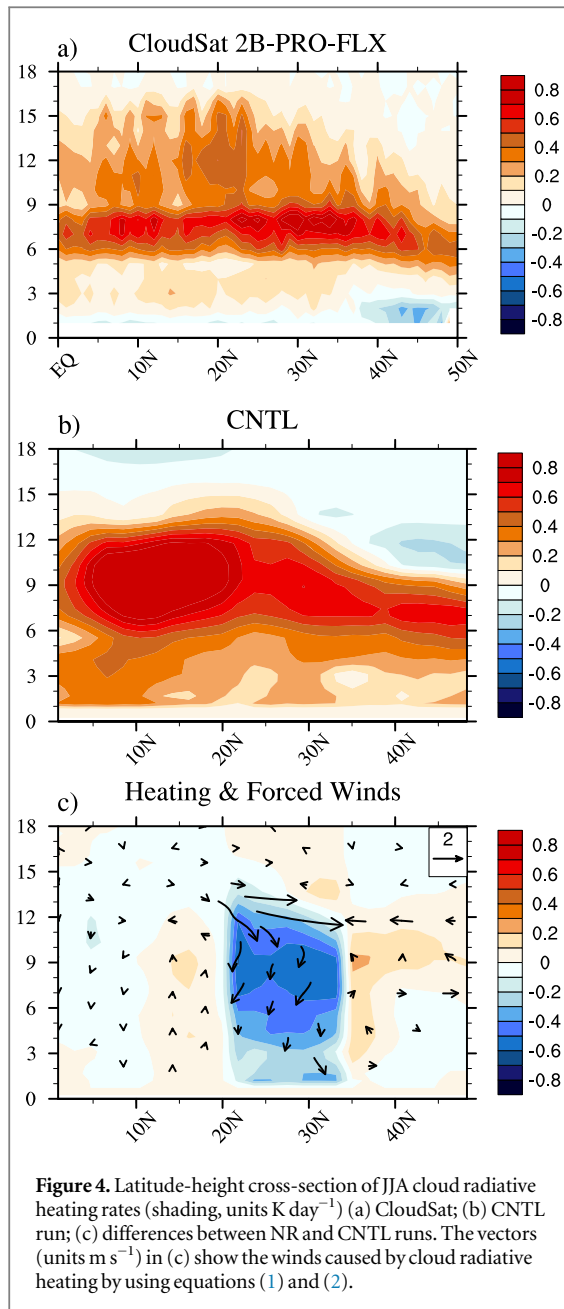 CloudSat 2B-PRO-FLX
a)
18
15
12
9
6
3
0
EQ
10N
20N
30N
40N
50N
0.8
0.6
0.4
0.2
0
-0.2
-0.4
-0.6
-0.8
CNTL
b)
18
15
12
9
6
3
0
10N
20N
30N
40N
0.8
0.6
0.4
0.2
0
-0.2
-0.4
-0.6
-0.8
Heating & Forced Winds
c)
18
15
12
9
6
3
0
2
10N
20N
30N
40N
0.8
0.6
0.4
0.2
0
-0.2
-0.4
-0.6
-0.8
Figure 4. Latitude-height cross-section of JJA cloud radiative
heating rates (shading, units K day⁻¹) (a) CloudSat; (b) CNTL
run; (c) differences between NR and CNTL runs. The vectors
(units m s⁻¹) in (c) show the winds caused by cloud radiative
heating by using equations (1) and (2).